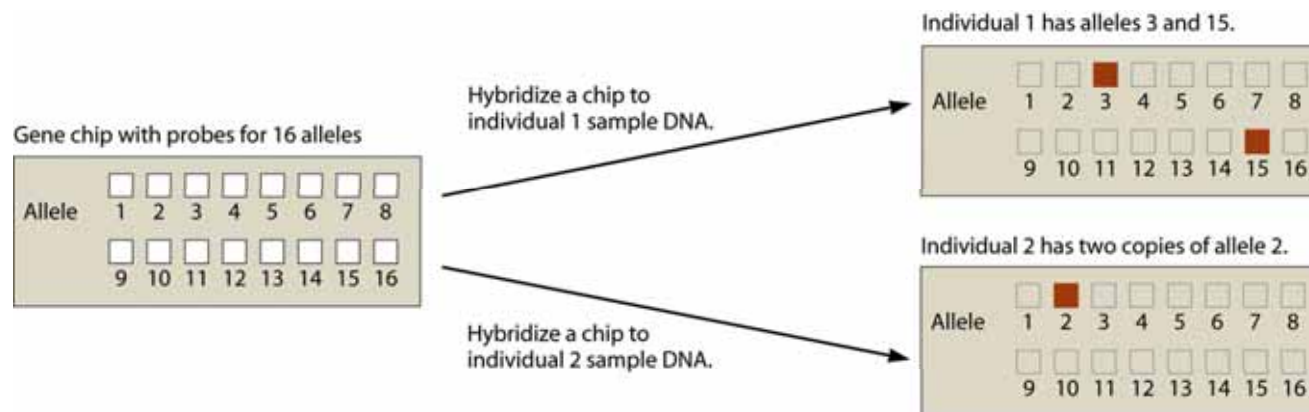 Individual 1 has alleles 3 and 15.
Allele
1 2 3 4 5 6 7 8
9 10 11 12 13 14 15 16
Hybridize a chip to
individual 1 sample DNA.
Gene chip with probes for 16 alleles
Allele
1 2 3 4 5 6 7 8
9 10 11 12 13 14 15 16
Hybridize a chip to
individual 2 sample DNA.
Individual 2 has two copies of allele 2.
Allele
1 2 3 4 5 6 7 8
9 10 11 12 13 14 15 16